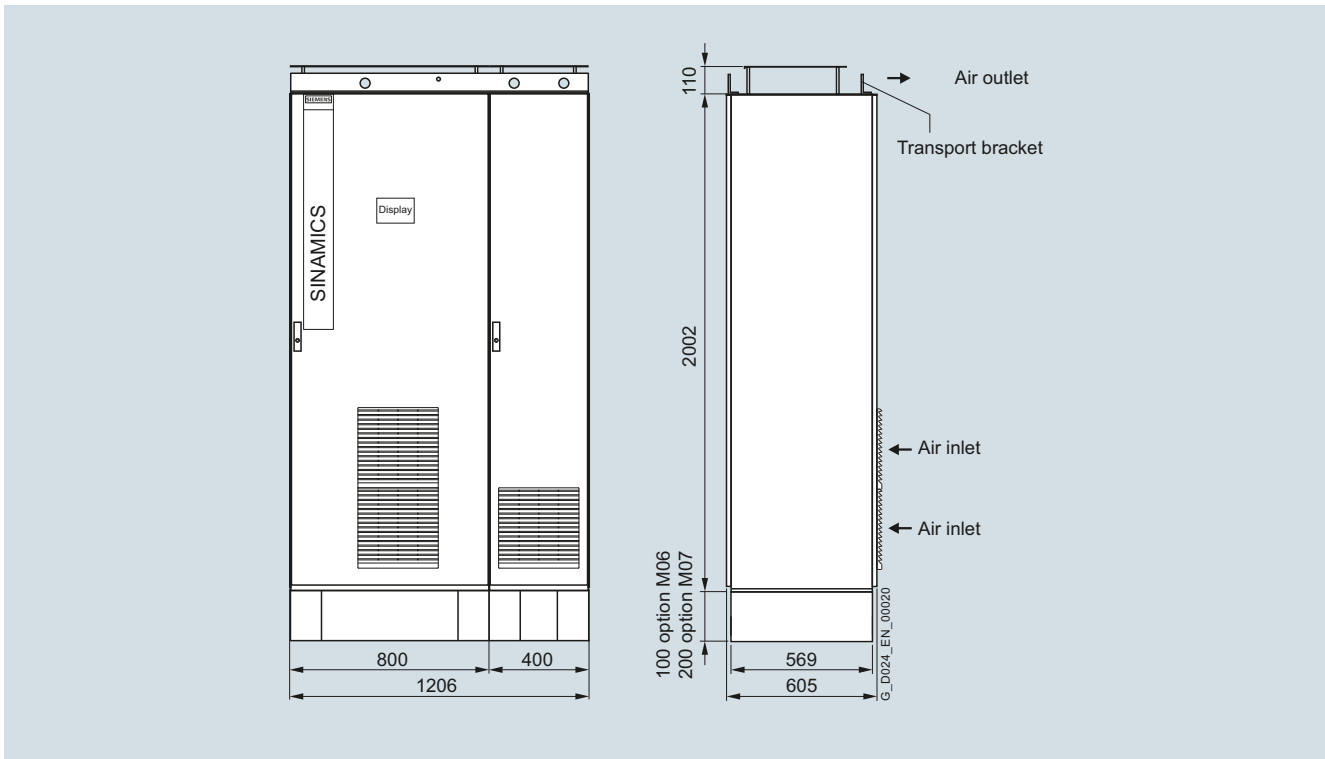 SIEMENS
SINAMICS
Display
800
400
1206
110
2002
100 option M06
200 option M07
569
605
Air outlet
Transport bracket
Air inlet
Air inlet
G_D024_EN_00020